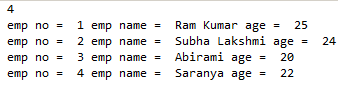 4
emp no =  1 emp name =  Ram Kumar age =  25
emp no =  2 emp name =  Subha Lakshmi age =  24
emp no =  3 emp name =  Abirami age =  20
emp no =  4 emp name =  Saranya age =  22